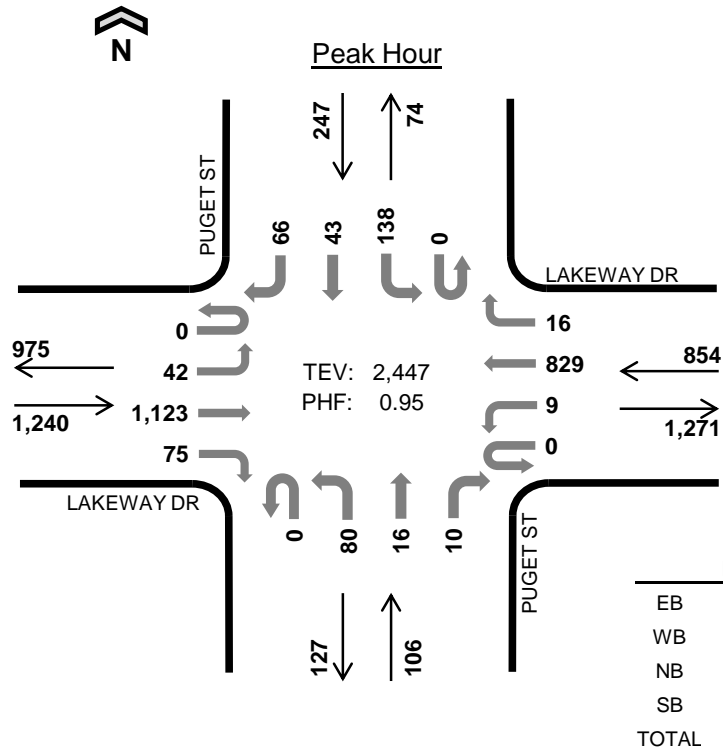 N
Peak Hour
247
74
PUGET ST
66
43
138
0
LAKEWAY DR
0
16
975
42
TEV: 2,447
829
854
1,240
1,123
PHF: 0.95
9
1,271
75
0
LAKEWAY DR
0
80
16
10
PUGET ST
127
106
EB
WB
NB
SB
TOTAL